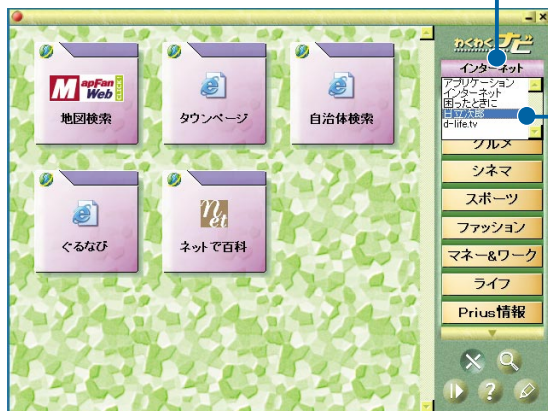 わくわくナビ
MapFan
Web
CLICK!
地図検索
タウンページ
自治体検索
ぐるなび
net
ネットで百科
インターネット
アプリケーション
インターネット
困ったときに
日立次郎
d-life.tv
グルメ
シネマ
スポーツ
ファッション
マネー&ワーク
ライフ
Prius情報